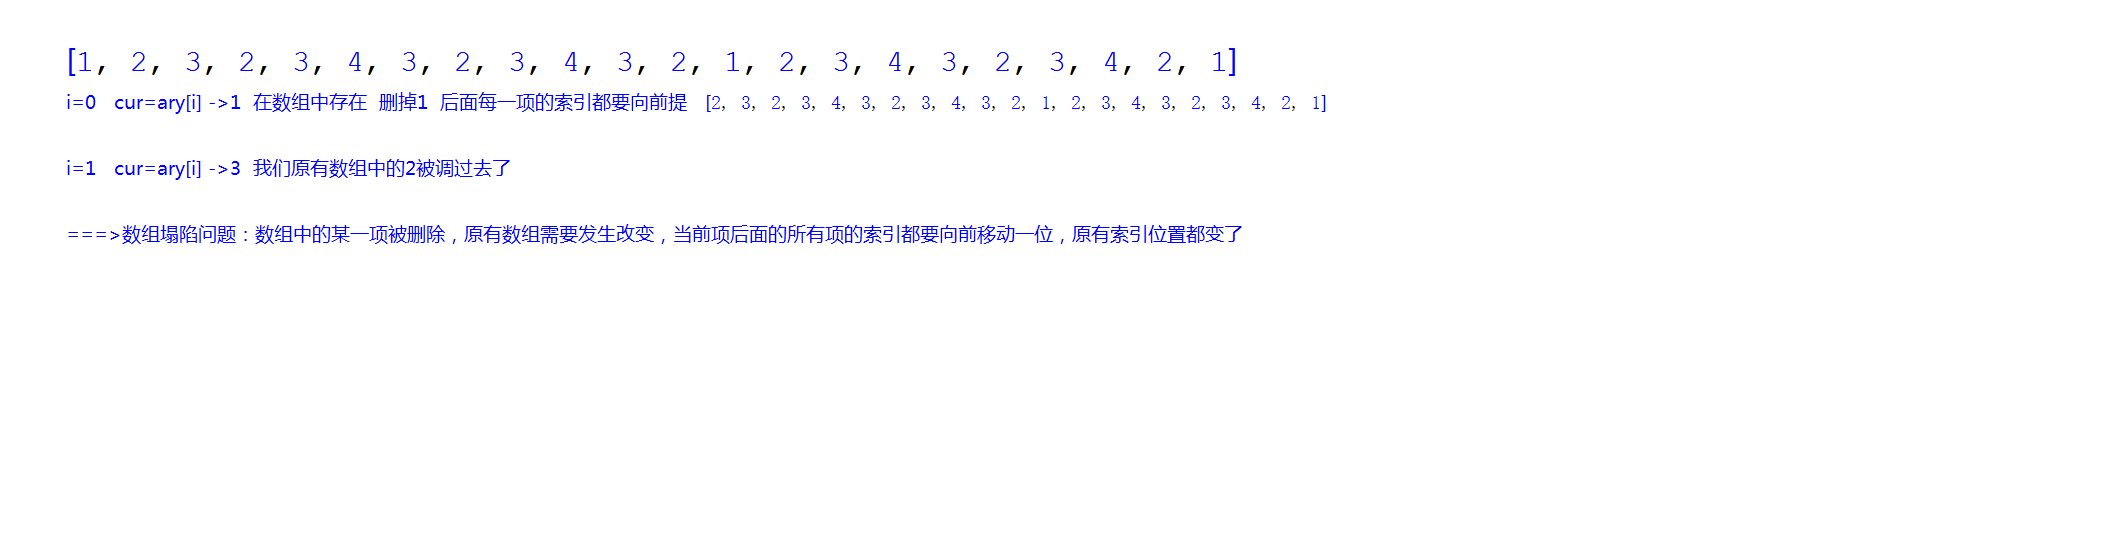 [1, 2, 3, 2, 3, 4, 3, 2, 3, 4, 3, 2, 1, 2, 3, 4, 3, 2, 3, 4, 2, 1]
i=0 cur=ary[i] ->1 在数组中存在 删掉1 后面每一项的索引都要向前提 [2, 3, 2, 3, 4, 3, 2, 3, 4, 3, 2, 1, 2, 3, 4, 3, 2, 3, 4, 2, 1]
i=1 cur=ary[i] ->3 我们原有数组中的2被调过去了
===>数组塌陷问题：数组中的某一项被删除，原有数组需要发生改变，当前项后面的所有项的索引都要向前移动一位，原有索引位置都变了